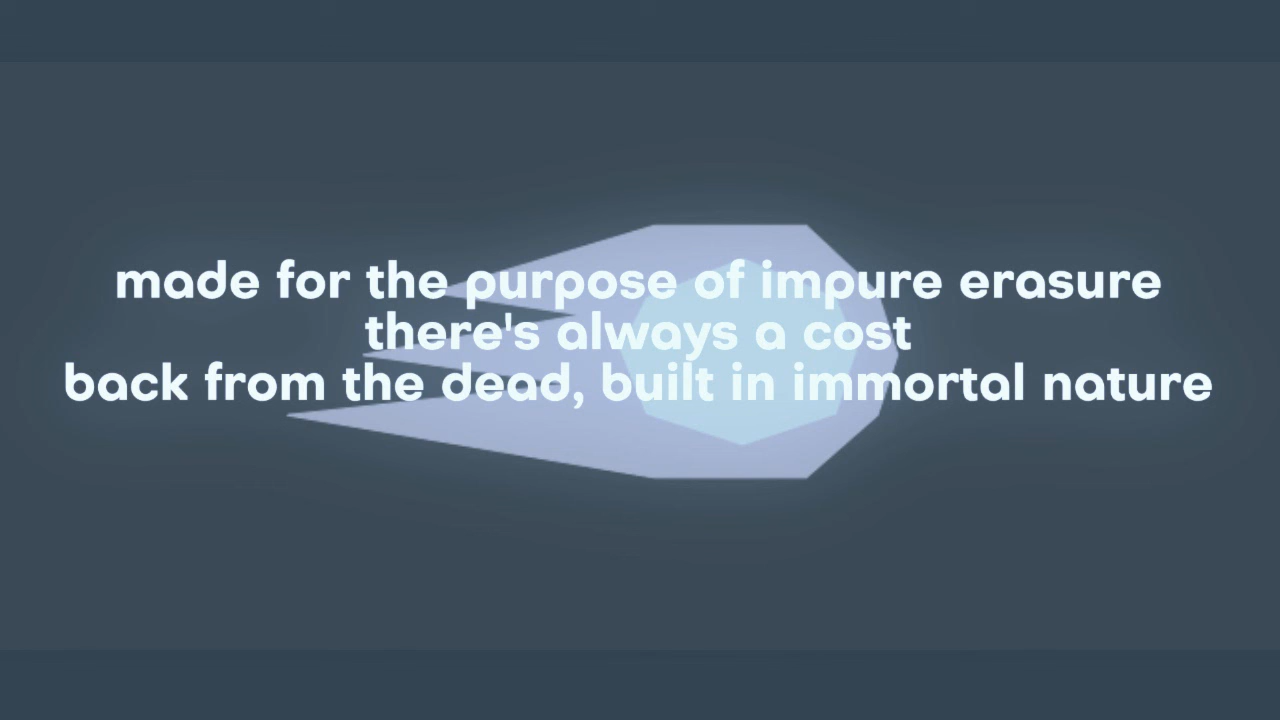 made for the purpose of impure erasure
there's always a cost
back from the dead, built in immortal nature